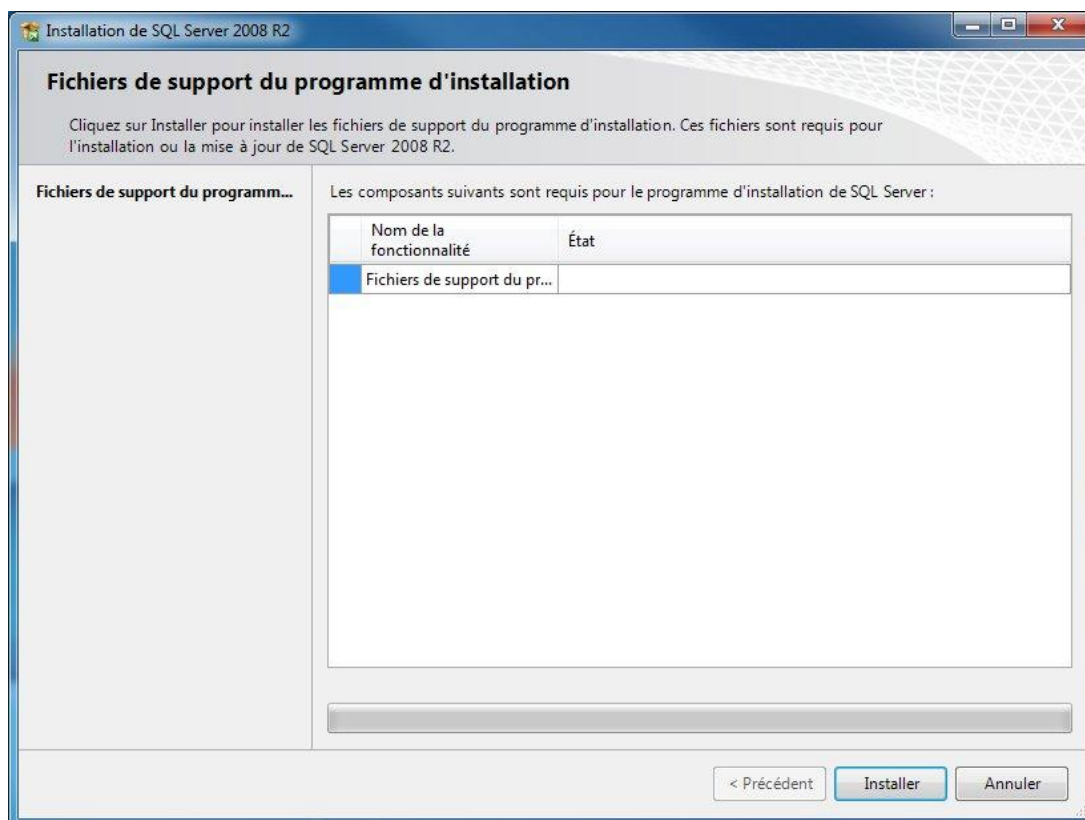 Installation de SQL Server 2008 R2
Fichiers de support du programme d'installation
Cliquez sur Installer pour installer les fichiers de support du programme d'installation. Ces fichiers sont requis pour
l'installation ou la mise à jour de SQL Server 2008 R2.
Fichiers de support du programm...
Les composants suivants sont requis pour le programme d'installation de SQL Server :
Nom de la
fonctionnalité
État
Fichiers de support du pr...
< Précédent
Installer
Annuler